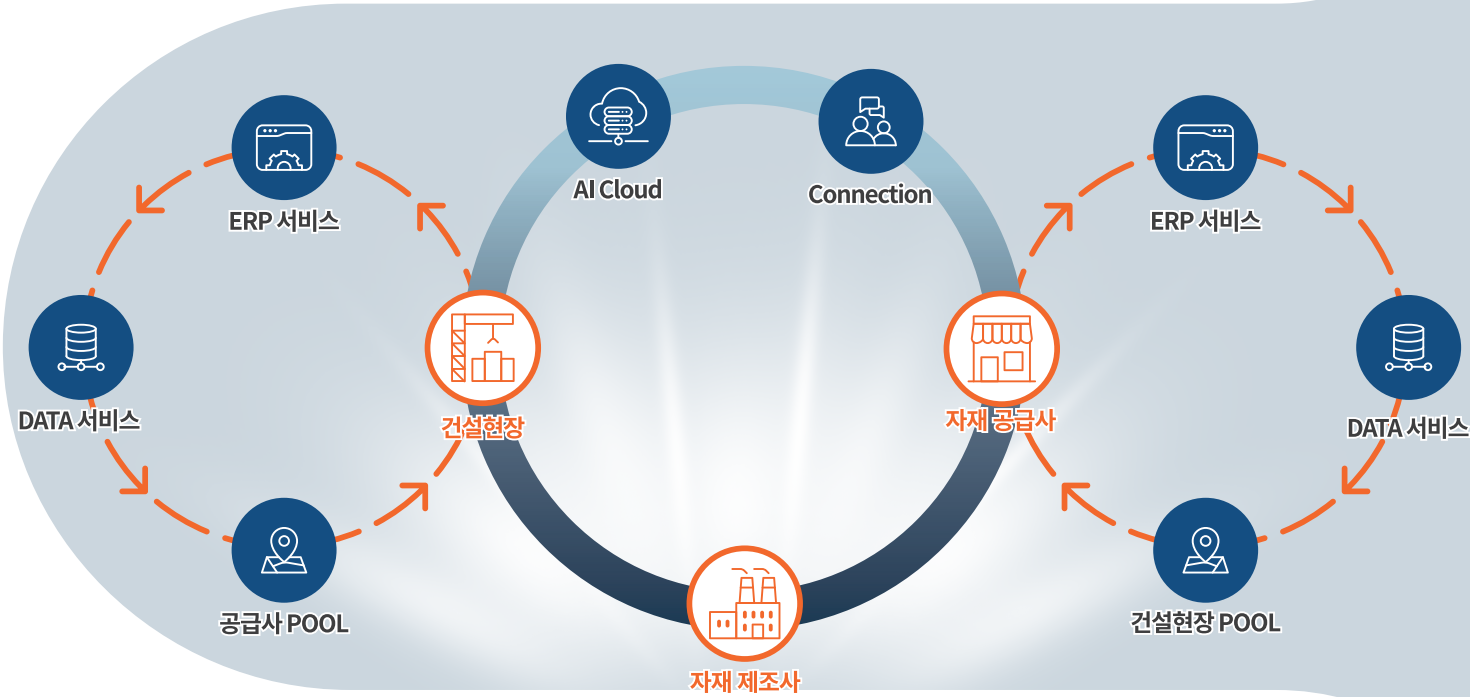 AI Cloud
Connection
ERP 서비스
ERP 서비스
DATA 서비스
건설현장
자재 공급사
DATA 서비스
공급사 POOL
건설현장 POOL
자재 제조사